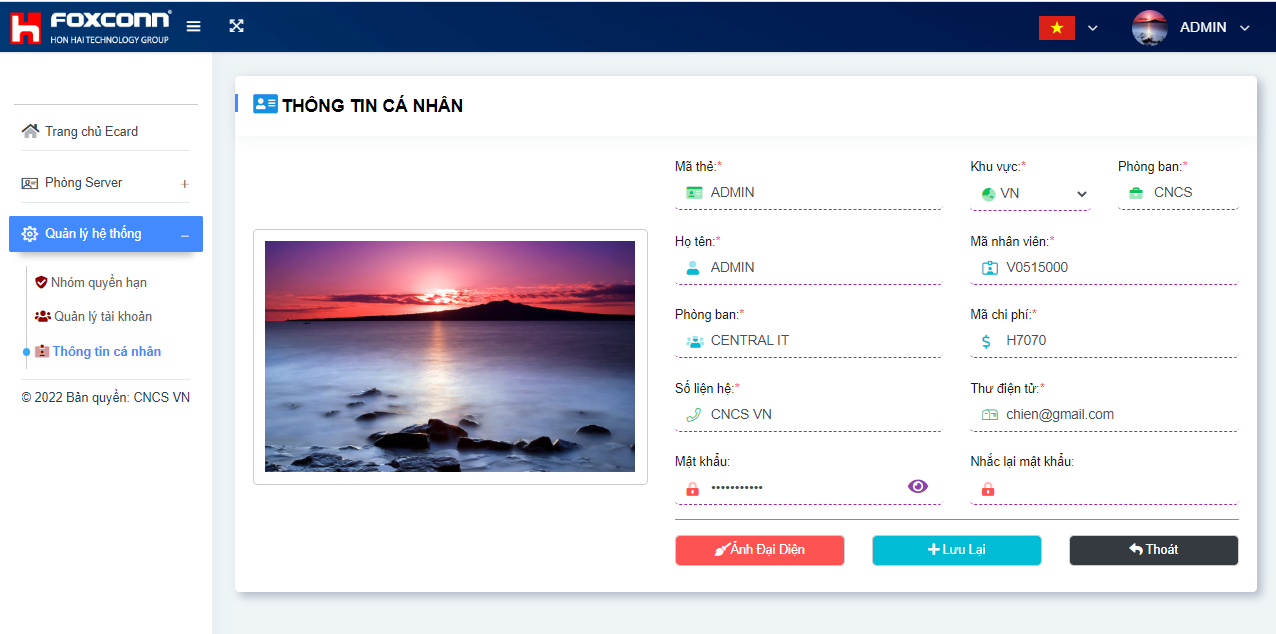 FOXCONN®
HON HAI TECHNOLOGY GROUP
ADMIN
Trang chủ Ecard
Phòng Server
Quản lý hệ thống
Nhóm quyền hạn
Quản lý tài khoản
Thông tin cá nhân
© 2022 Bản quyền: CNCS VN
THÔNG TIN CÁ NHÂN
Mã thẻ:* Khu vực:* Phòng ban:*
ADMIN VN CNCS
Họ tên:* Mã nhân viên:*
ADMIN V0515000
Phòng ban:* Mã chi phí:*
CENTRAL IT H7070
Số liên hệ:* Thư điện tử:*
CNCS VN chien@gmail.com
Mật khẩu: Nhắc lại mật khẩu:
•••••••••••
Ảnh Đại Diện Lưu Lại Thoát